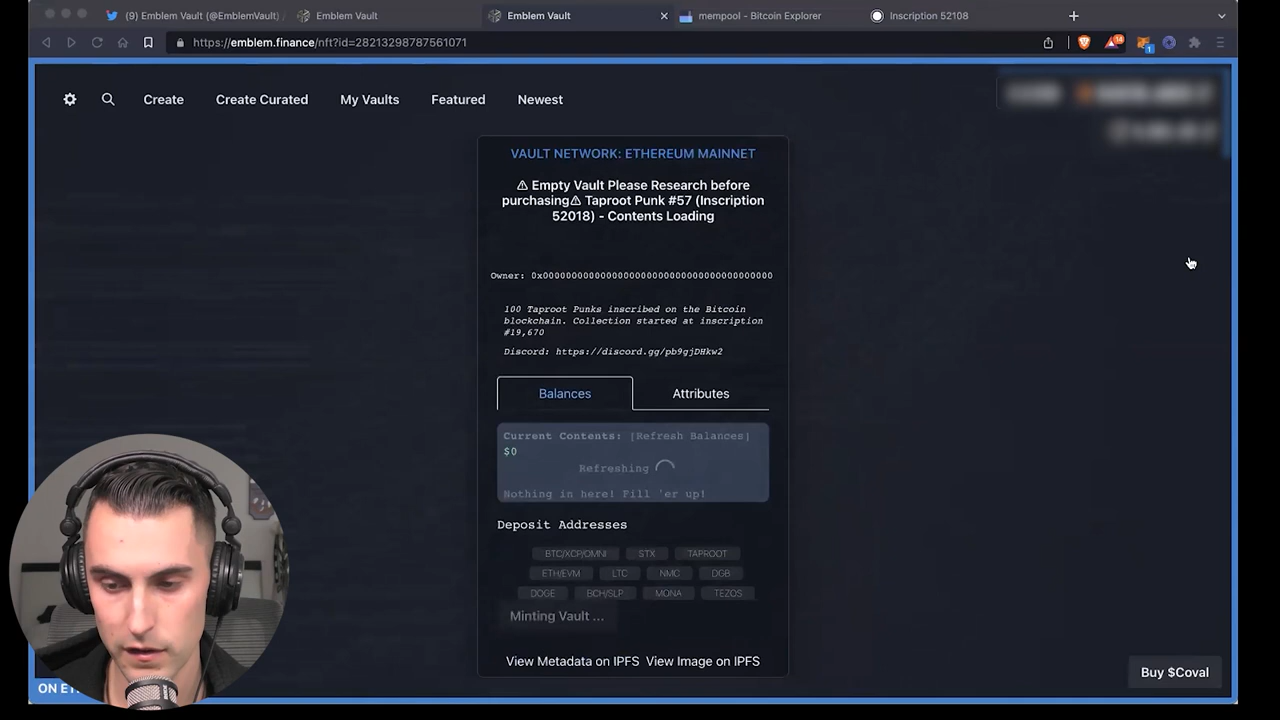 (9) Emblem Vault (@EmblemVault)
Emblem Vault
Emblem Vault
mempool - Bitcoin Explorer
Inscription 52108
https://emblem.finance/nft?id=28213298787561071
14
1
Create
Create Curated
My Vaults
Featured
Newest
VAULT NETWORK: ETHEREUM MAINNET
⚠ Empty Vault Please Research before
purchasing⚠ Taproot Punk #57 (Inscription
52018) - Contents Loading
Owner: 0x0000000000000000000000000000000000000000
100 Taproot Punks inscribed on the Bitcoin
blockchain. Collection started at inscription
#19,670
Discord: https://discord.gg/pb9gjDHkw2
Balances
Attributes
Current Contents: |Refresh Balances|
$0
Refreshing
Nothing in here! Fill 'er up!
Deposit Addresses
BTC/XCP/OMNI STX TAPROOT
ETH/EVM LTC NMC DGB
DOGE BCH/SLP MONA TEZOS
Minting Vault ...
View Metadata on IPFS View Image on IPFS
Buy $Coval